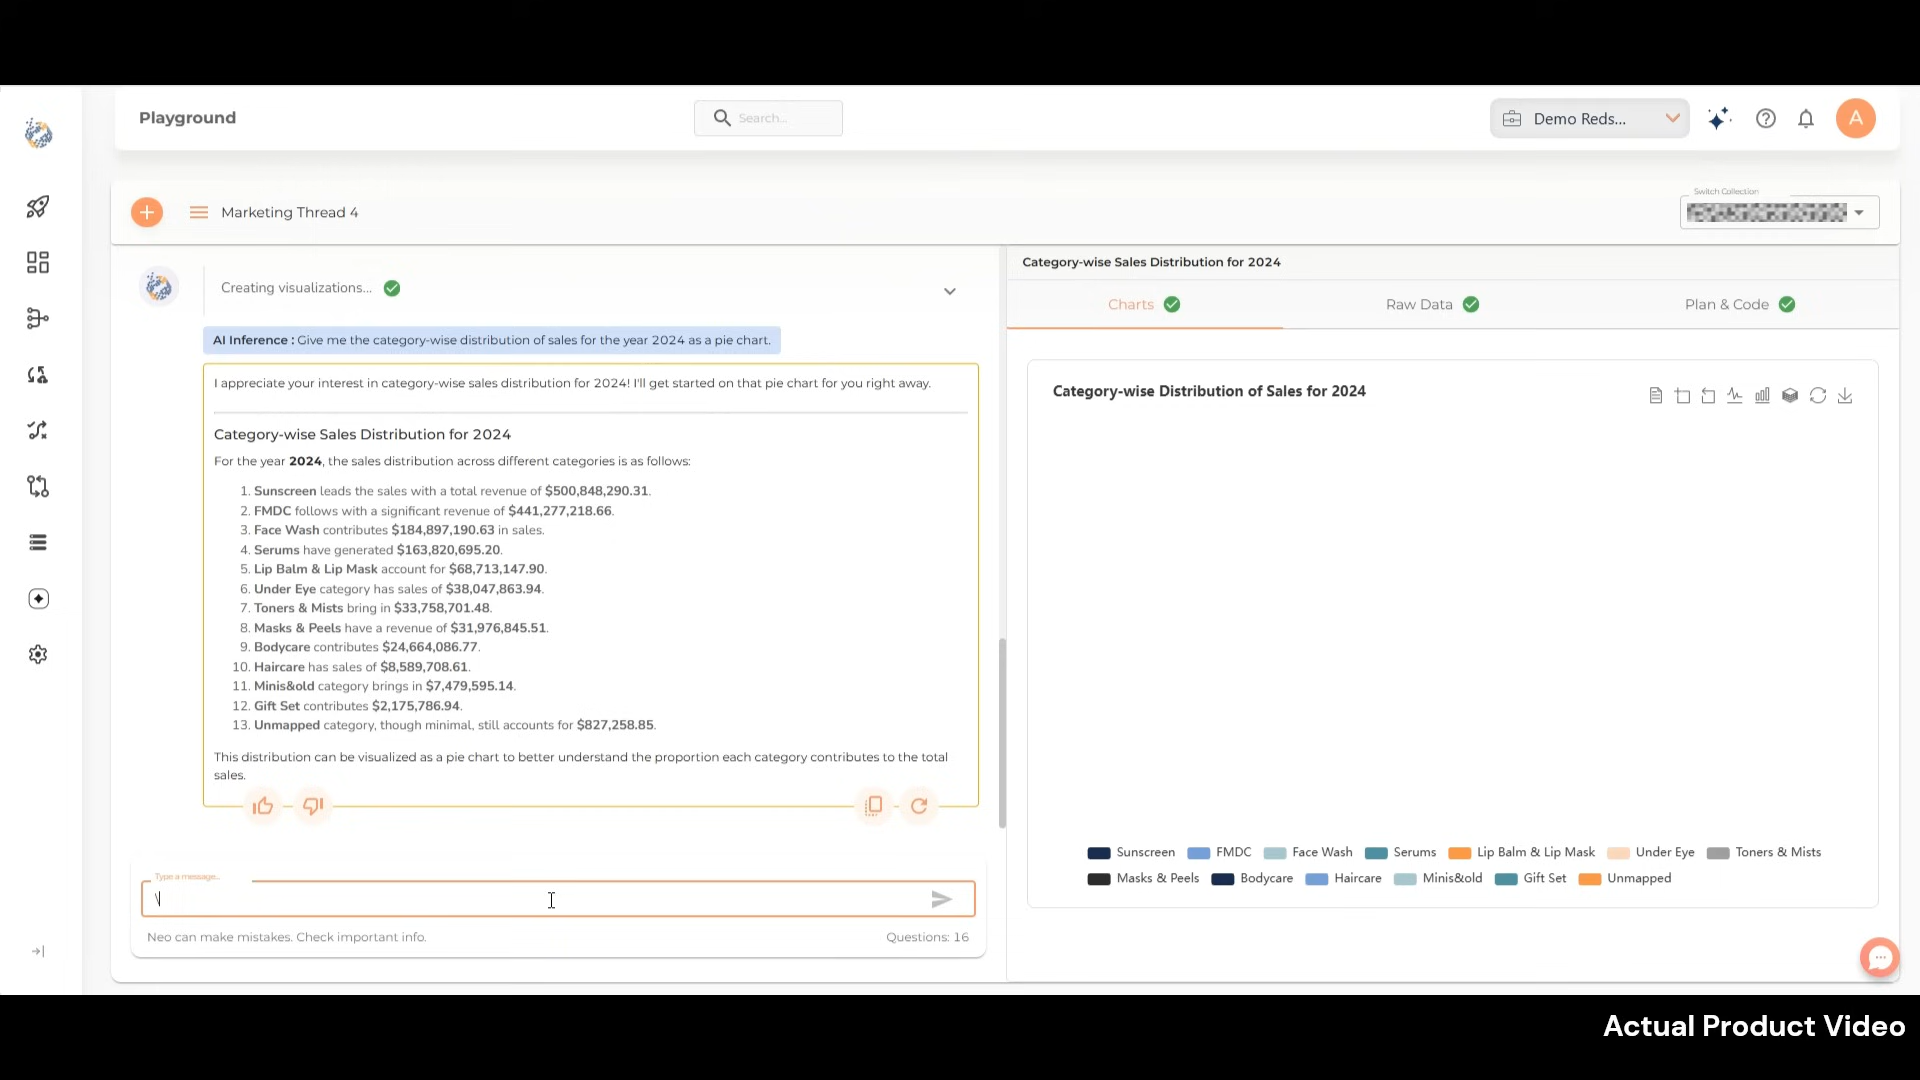 Playground
Search...
Demo Reds...
A
Marketing Thread 4
Switch Collection
Creating visualizations...
AI Inference : Give me the category-wise distribution of sales for the year 2024 as a pie chart.
I appreciate your interest in category-wise sales distribution for 2024! I'll get started on that pie chart for you right away.
Category-wise Sales Distribution for 2024
For the year 2024, the sales distribution across different categories is as follows:
1. Sunscreen leads the sales with a total revenue of $500,848,290.31.
2. FMDC follows with a significant revenue of $441,277,218.66.
3. Face Wash contributes $184,897,190.63 in sales.
4. Serums have generated $163,820,695.20.
5. Lip Balm & Lip Mask account for $68,713,147.90.
6. Under Eye category has sales of $38,047,863.94.
7. Toners & Mists bring in $33,758,701.48.
8. Masks & Peels have a revenue of $31,976,845.51.
9. Bodycare contributes $24,664,086.77.
10. Haircare has sales of $8,589,708.61.
11. Minis&old category brings in $7,479,595.14.
12. Gift Set contributes $2,175,786.94.
13. Unmapped category, though minimal, still accounts for $827,258.85.
This distribution can be visualized as a pie chart to better understand the proportion each category contributes to the total
sales.
Type a message...
\
Neo can make mistakes. Check important info.
Questions: 16
Category-wise Sales Distribution for 2024
Charts
Raw Data
Plan & Code
Category-wise Distribution of Sales for 2024
Sunscreen FMDC Face Wash Serums Lip Balm & Lip Mask Under Eye Toners & Mists
Masks & Peels Bodycare Haircare Minis&old Gift Set Unmapped
Actual Product Video